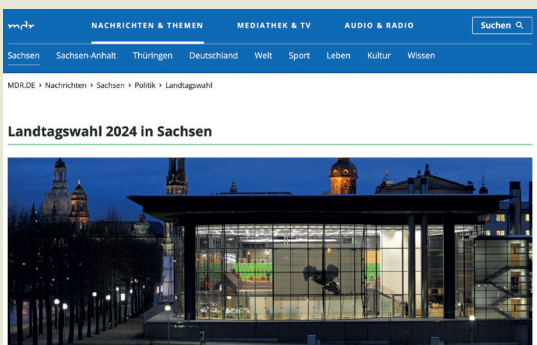 mdr NACHRICHTEN & THEMEN MEDIATHEK & TV AUDIO & RADIO Suchen
Sachsen Sachsen-Anhalt Thüringen Deutschland Welt Sport Leben Kultur Wissen
MDR.DE > Nachrichten > Sachsen > Politik > Landtagswahl
Landtagswahl 2024 in Sachsen